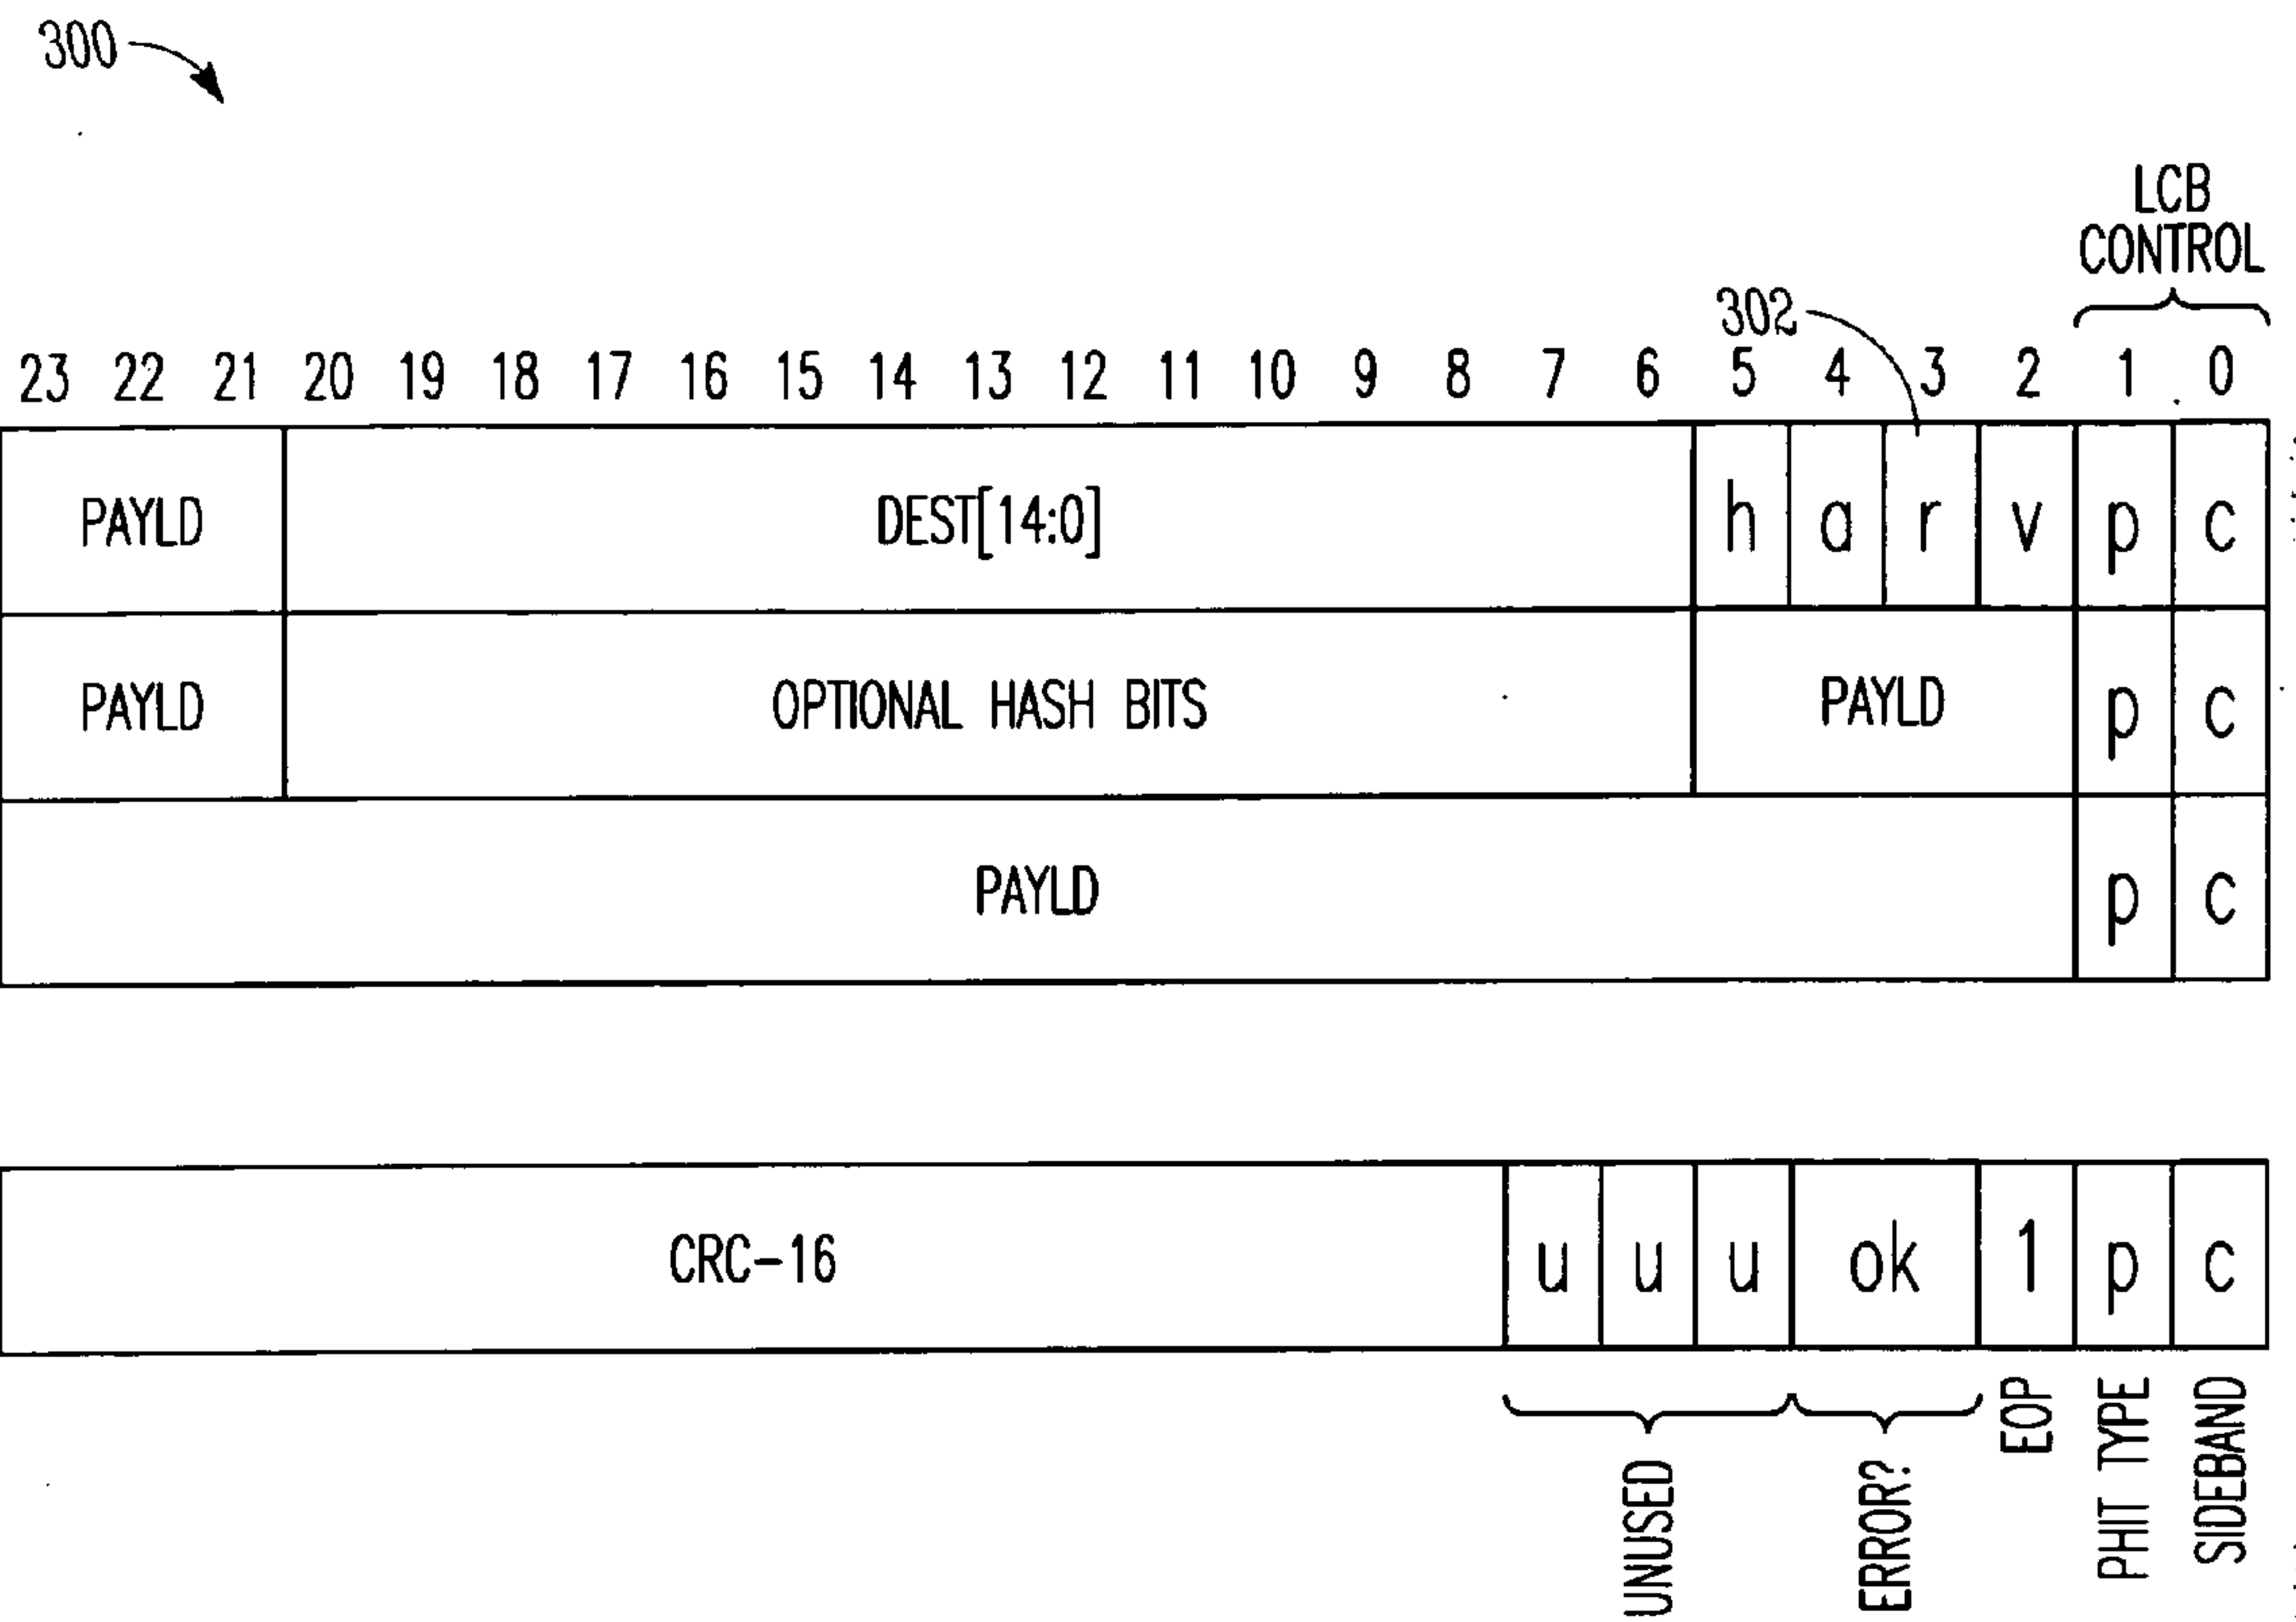 300
LCB
CONTROL
302
23 22 21 20 19 18 17 16 15 14 13 12 11 10 9 8 7 6 5 4 3 2 1 0
PAYLD DEST[14:0] h a r v p c
PAYLD OPTIONAL HASH BITS PAYLD p c
PAYLD p c
CRC-16 u u u ok 1 p c
UNUSED
ERROR?
EOP
PHIT TYPE
SIDEBAND